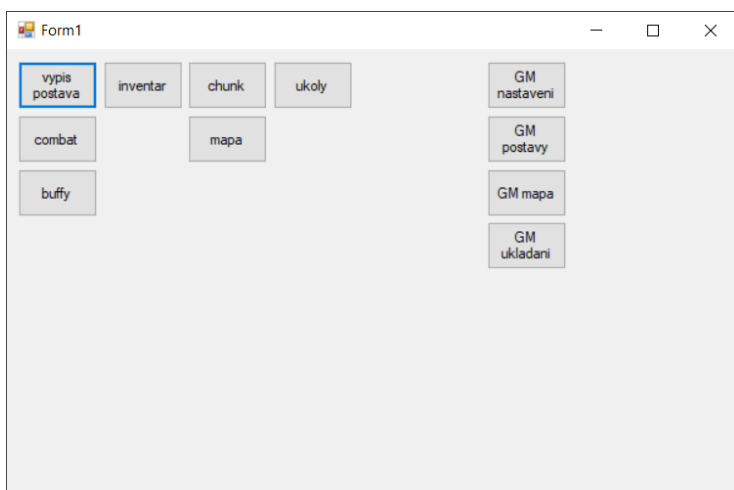 Form1
vypis
postava
inventar
chunk
ukoly
GM
nastaveni
combat
mapa
GM
postavy
buffy
GM mapa
GM
ukladani